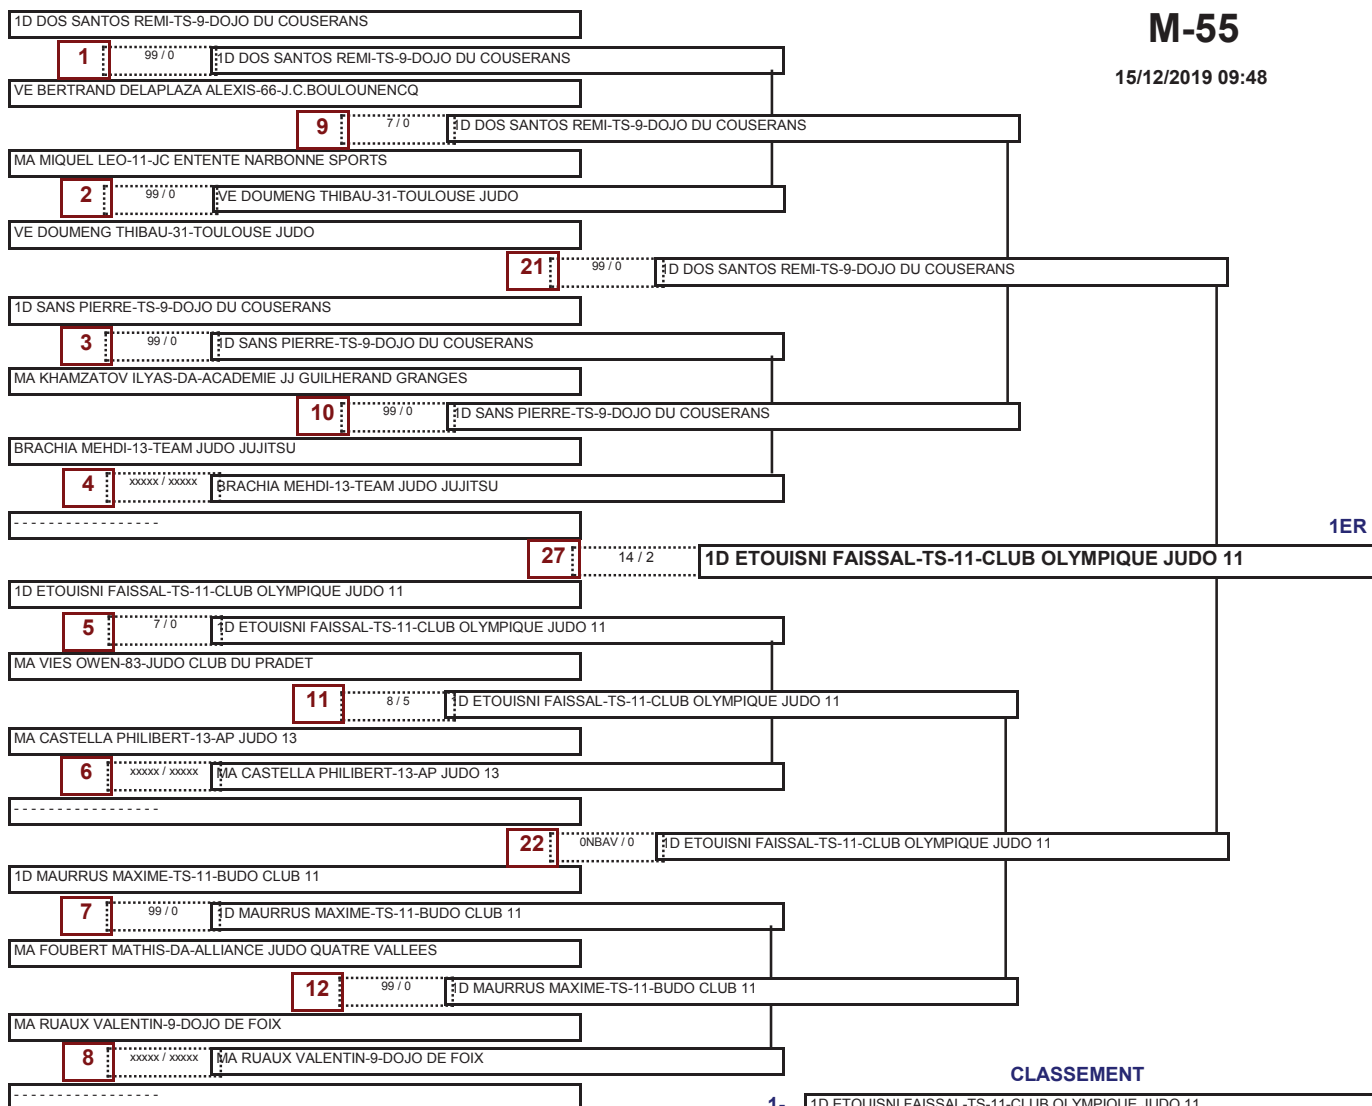 1D DOS SANTOS REMI-TS-9-DOJO DU COUSERANS
M-55
1 99 / 0 1D DOS SANTOS REMI-TS-9-DOJO DU COUSERANS
15/12/2019 09:48
VE BERTRAND DELAPLAZA ALEXIS-66-J.C.BOULOUNENCQ
9 7 / 0 1D DOS SANTOS REMI-TS-9-DOJO DU COUSERANS
MA MIQUEL LEO-11-JC ENTENTE NARBONNE SPORTS
2 99 / 0 VE DOUMENG THIBAU-31-TOULOUSE JUDO
VE DOUMENG THIBAU-31-TOULOUSE JUDO
21 99 / 0 1D DOS SANTOS REMI-TS-9-DOJO DU COUSERANS
1D SANS PIERRE-TS-9-DOJO DU COUSERANS
3 99 / 0 1D SANS PIERRE-TS-9-DOJO DU COUSERANS
MA KHAMZATOV ILYAS-DA-ACADEMIE JJ GUILHERAND GRANGES
10 99 / 0 1D SANS PIERRE-TS-9-DOJO DU COUSERANS
BRACHIA MEHDI-13-TEAM JUDO JUJITSU
4 xxxxx / xxxxx BRACHIA MEHDI-13-TEAM JUDO JUJITSU
- - - - - - - - - - - - - - - - -
1ER
27 14 / 2 1D ETOUISNI FAISSAL-TS-11-CLUB OLYMPIQUE JUDO 11
1D ETOUISNI FAISSAL-TS-11-CLUB OLYMPIQUE JUDO 11
5 7 / 0 1D ETOUISNI FAISSAL-TS-11-CLUB OLYMPIQUE JUDO 11
MA VIES OWEN-83-JUDO CLUB DU PRADET
11 8 / 5 1D ETOUISNI FAISSAL-TS-11-CLUB OLYMPIQUE JUDO 11
MA CASTELLA PHILIBERT-13-AP JUDO 13
6 xxxxx / xxxxx MA CASTELLA PHILIBERT-13-AP JUDO 13
- - - - - - - - - - - - - - - - -
22 0NBAV / 0 1D ETOUISNI FAISSAL-TS-11-CLUB OLYMPIQUE JUDO 11
1D MAURRUS MAXIME-TS-11-BUDO CLUB 11
7 99 / 0 1D MAURRUS MAXIME-TS-11-BUDO CLUB 11
MA FOUBERT MATHIS-DA-ALLIANCE JUDO QUATRE VALLEES
12 99 / 0 1D MAURRUS MAXIME-TS-11-BUDO CLUB 11
MA RUAUX VALENTIN-9-DOJO DE FOIX
8 xxxxx / xxxxx MA RUAUX VALENTIN-9-DOJO DE FOIX
CLASSEMENT
- - - - - - - - - - - - - - - - -
1- 1D ETOUISNI FAISSAL-TS-11-CLUB OLYMPIQUE JUDO 11